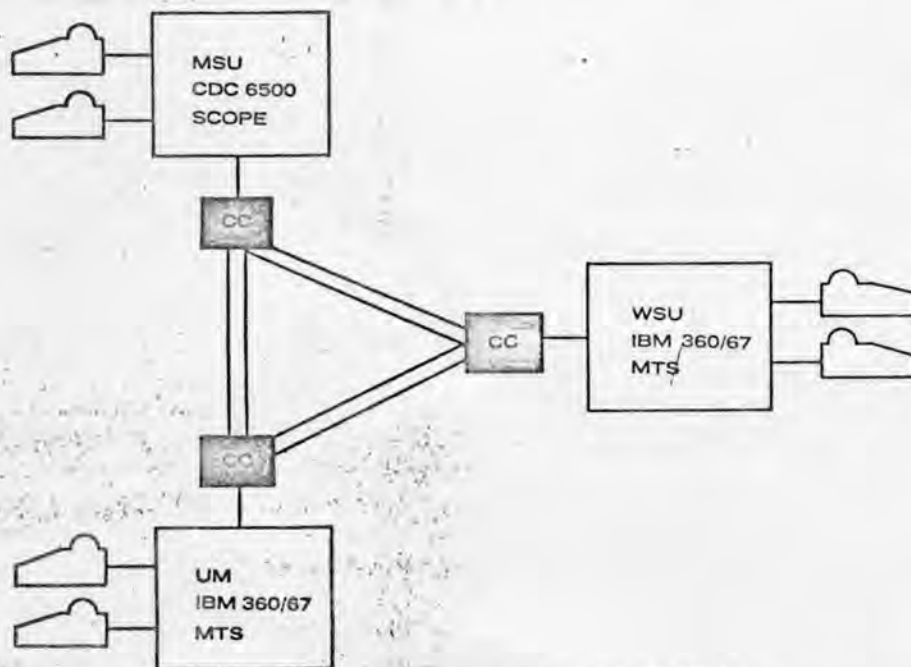 MSU
CDC 6500
SCOPE
CC
CC
WSU
IBM 360/67
MTS
CC
UM
IBM 360/67
MTS